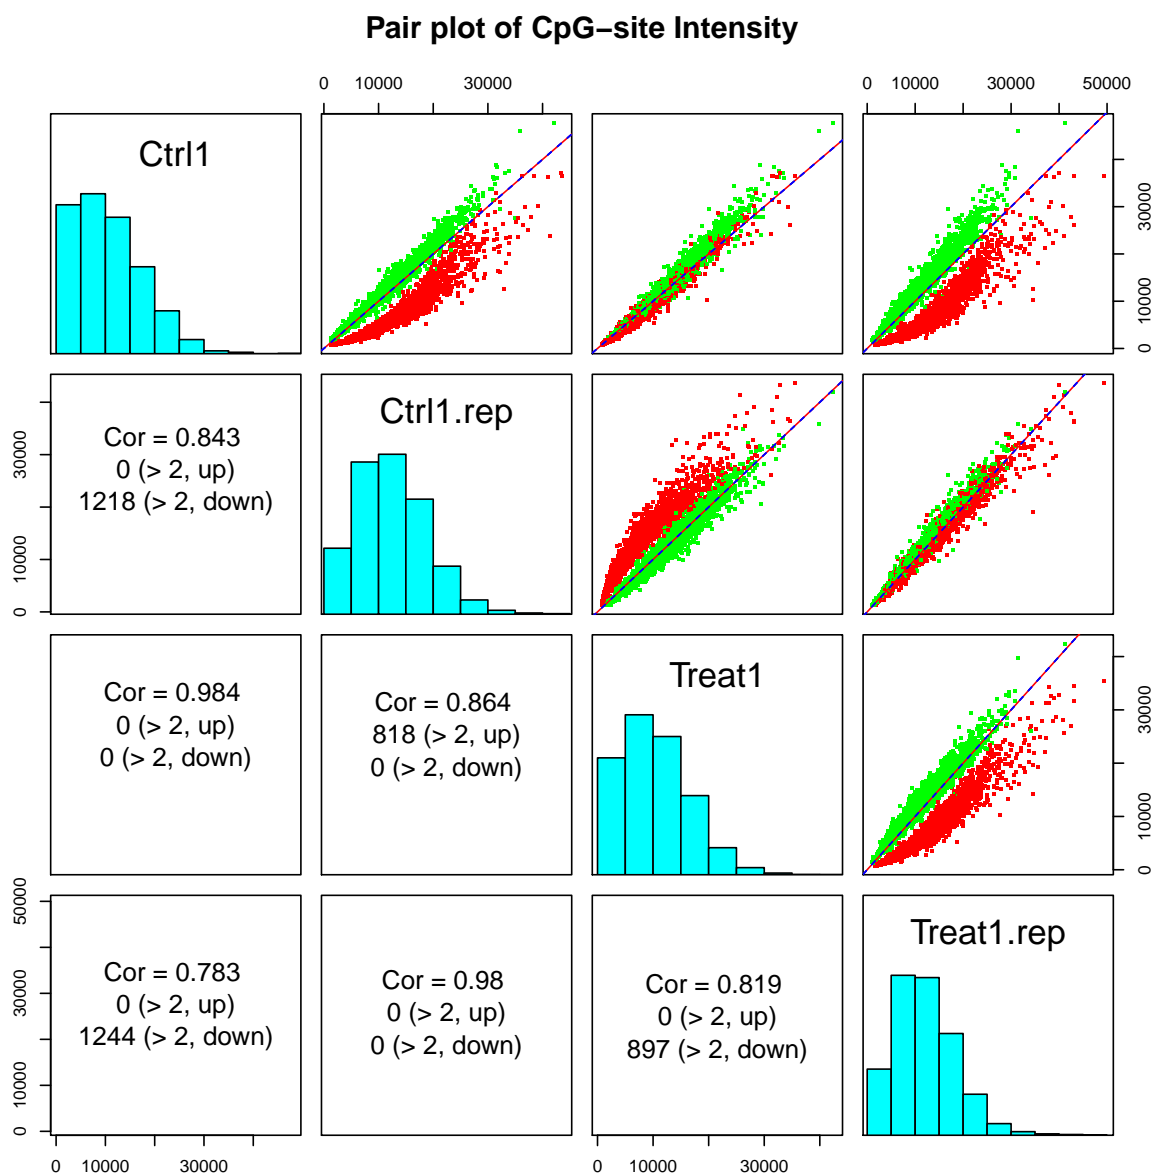 Pair plot of CpG−site Intensity
0 10000 30000
0 10000 30000 50000
Ctrl1
0 10000 30000
Cor = 0.843
0 (> 2, up)
1218 (> 2, down)
Ctrl1.rep
0 10000 30000
Cor = 0.984
0 (> 2, up)
0 (> 2, down)
Cor = 0.864
818 (> 2, up)
0 (> 2, down)
Treat1
0 10000 30000
Cor = 0.783
0 (> 2, up)
1244 (> 2, down)
Cor = 0.98
0 (> 2, up)
0 (> 2, down)
Cor = 0.819
0 (> 2, up)
897 (> 2, down)
Treat1.rep
0 10000 30000 50000
0 10000 30000
0 10000 30000